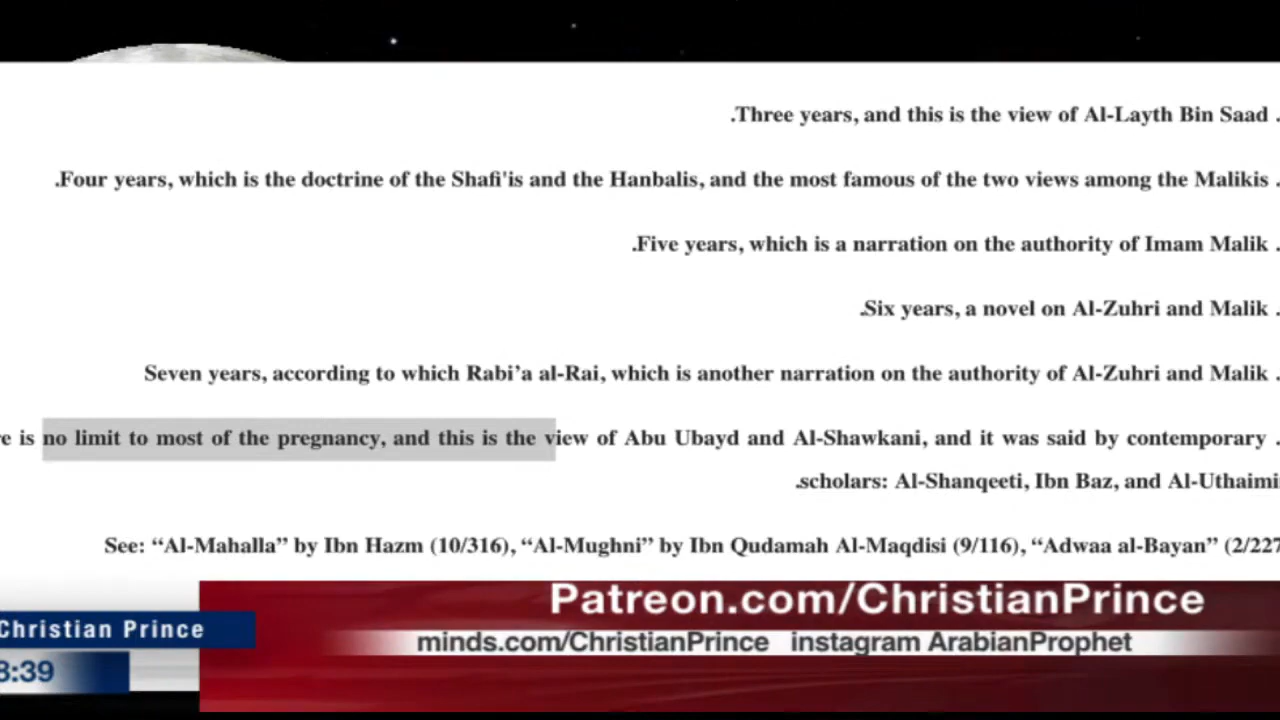 .Three years, and this is the view of Al-Layth Bin Saad .
.Four years, which is the doctrine of the Shafi'is and the Hanbalis, and the most famous of the two views among the Malikis .
.Five years, which is a narration on the authority of Imam Malik .
.Six years, a novel on Al-Zuhri and Malik .
Seven years, according to which Rabi’a al-Rai, which is another narration on the authority of Al-Zuhri and Malik .
is no limit to most of the pregnancy, and this is the view of Abu Ubayd and Al-Shawkani, and it was said by contemporary .
.scholars: Al-Shanqeeti, Ibn Baz, and Al-Uthaimi
See: “Al-Mahalla” by Ibn Hazm (10/316), “Al-Mughni” by Ibn Qudamah Al-Maqdisi (9/116), “Adwaa al-Bayan” (2/227
Patreon.com/ChristianPrince
Christian Prince
minds.com/ChristianPrince instagram ArabianProphet
8:39